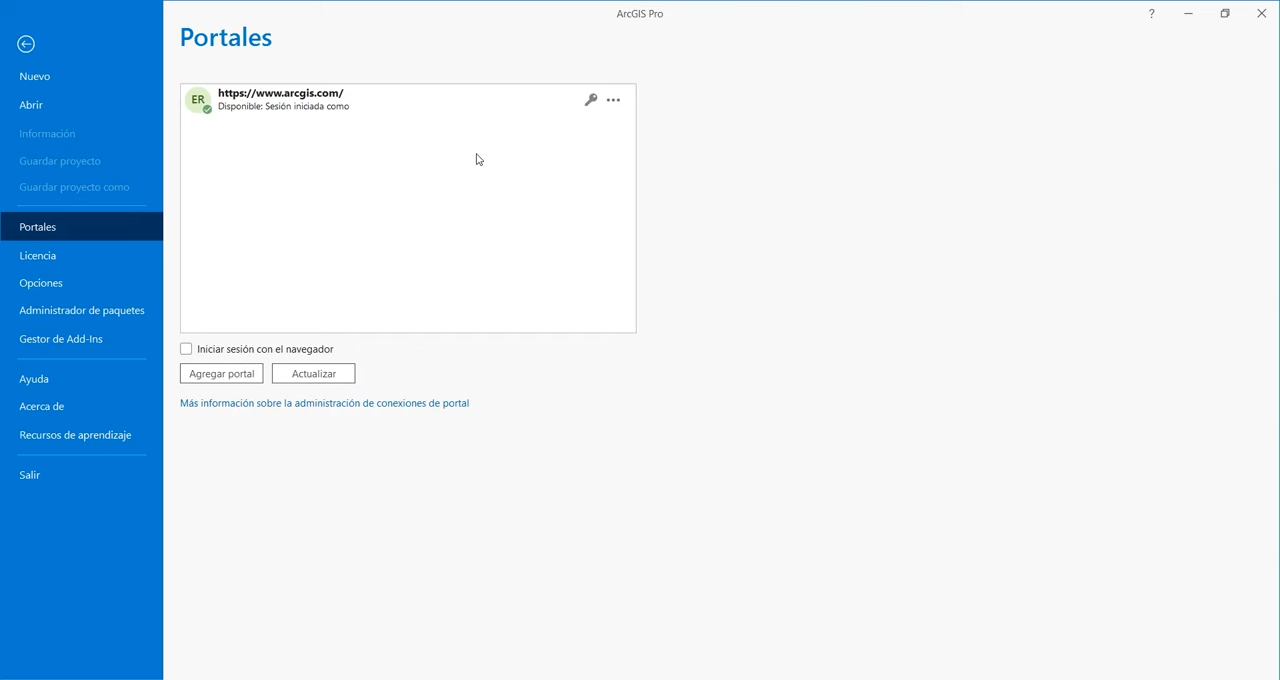 ArcGIS Pro
?
Portales
Nuevo
Abrir
Información
Guardar proyecto
Guardar proyecto como
Portales
Licencia
Opciones
Administrador de paquetes
Gestor de Add-Ins
Ayuda
Acerca de
Recursos de aprendizaje
Salir
ER
https://www.arcgis.com/
Disponible: Sesión iniciada como
Iniciar sesión con el navegador
Agregar portal
Actualizar
Más información sobre la administración de conexiones de portal